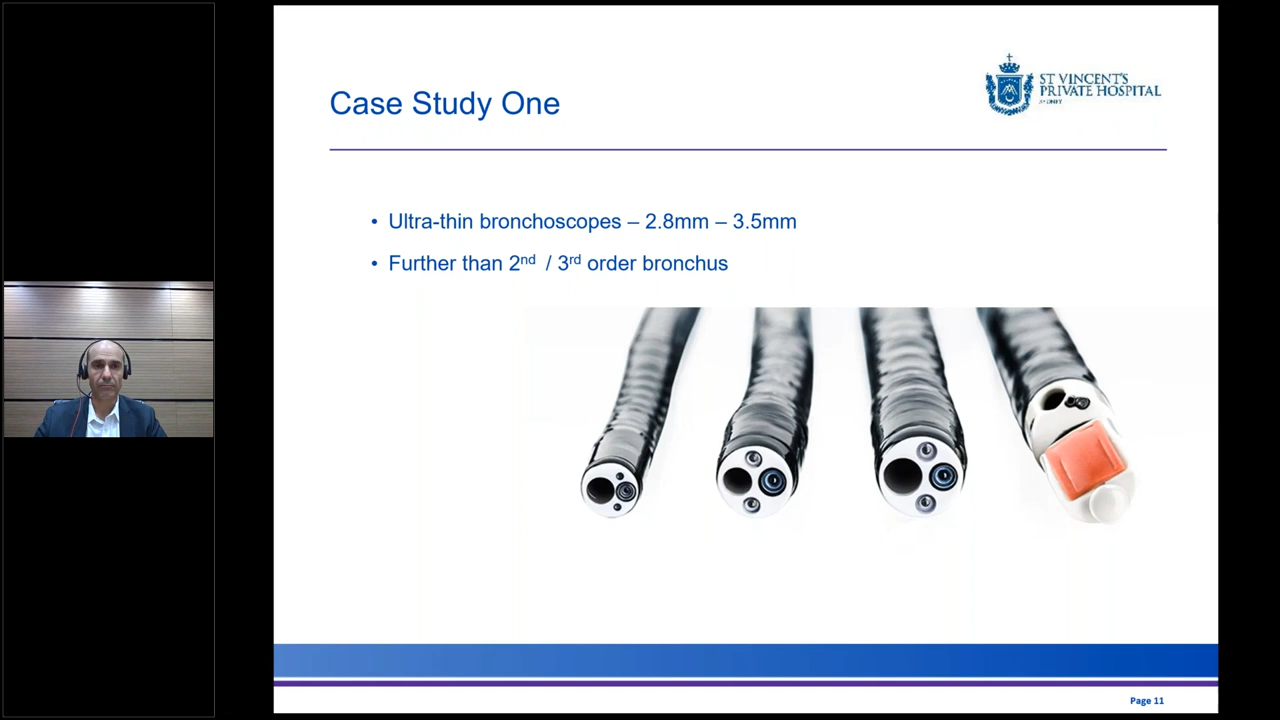 ST VINCENT'S
PRIVATE HOSPITAL
SYDNEY
Case Study One
• Ultra-thin bronchoscopes – 2.8mm – 3.5mm
• Further than 2nd / 3rd order bronchus
Page 11